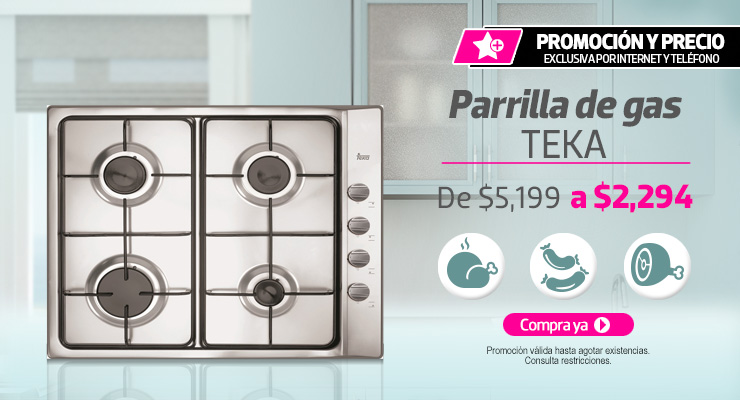 PROMOCIÓN Y PRECIO
EXCLUSIVA POR INTERNET Y TELÉFONO
Parrilla de gas
TEKA
De $5,199 a $2,294
Compra ya
Promoción válida hasta agotar existencias.
Consulta restricciones.